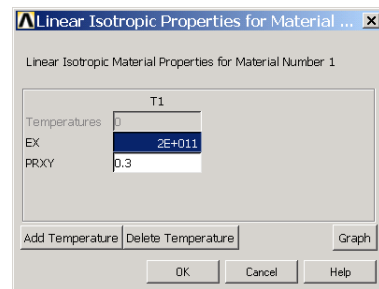 Linear Isotropic Properties for Material ...
Linear Isotropic Material Properties for Material Number 1
T1
Temperatures 0
EX 2E+011
PRXY 0.3
Add Temperature Delete Temperature Graph
OK Cancel Help